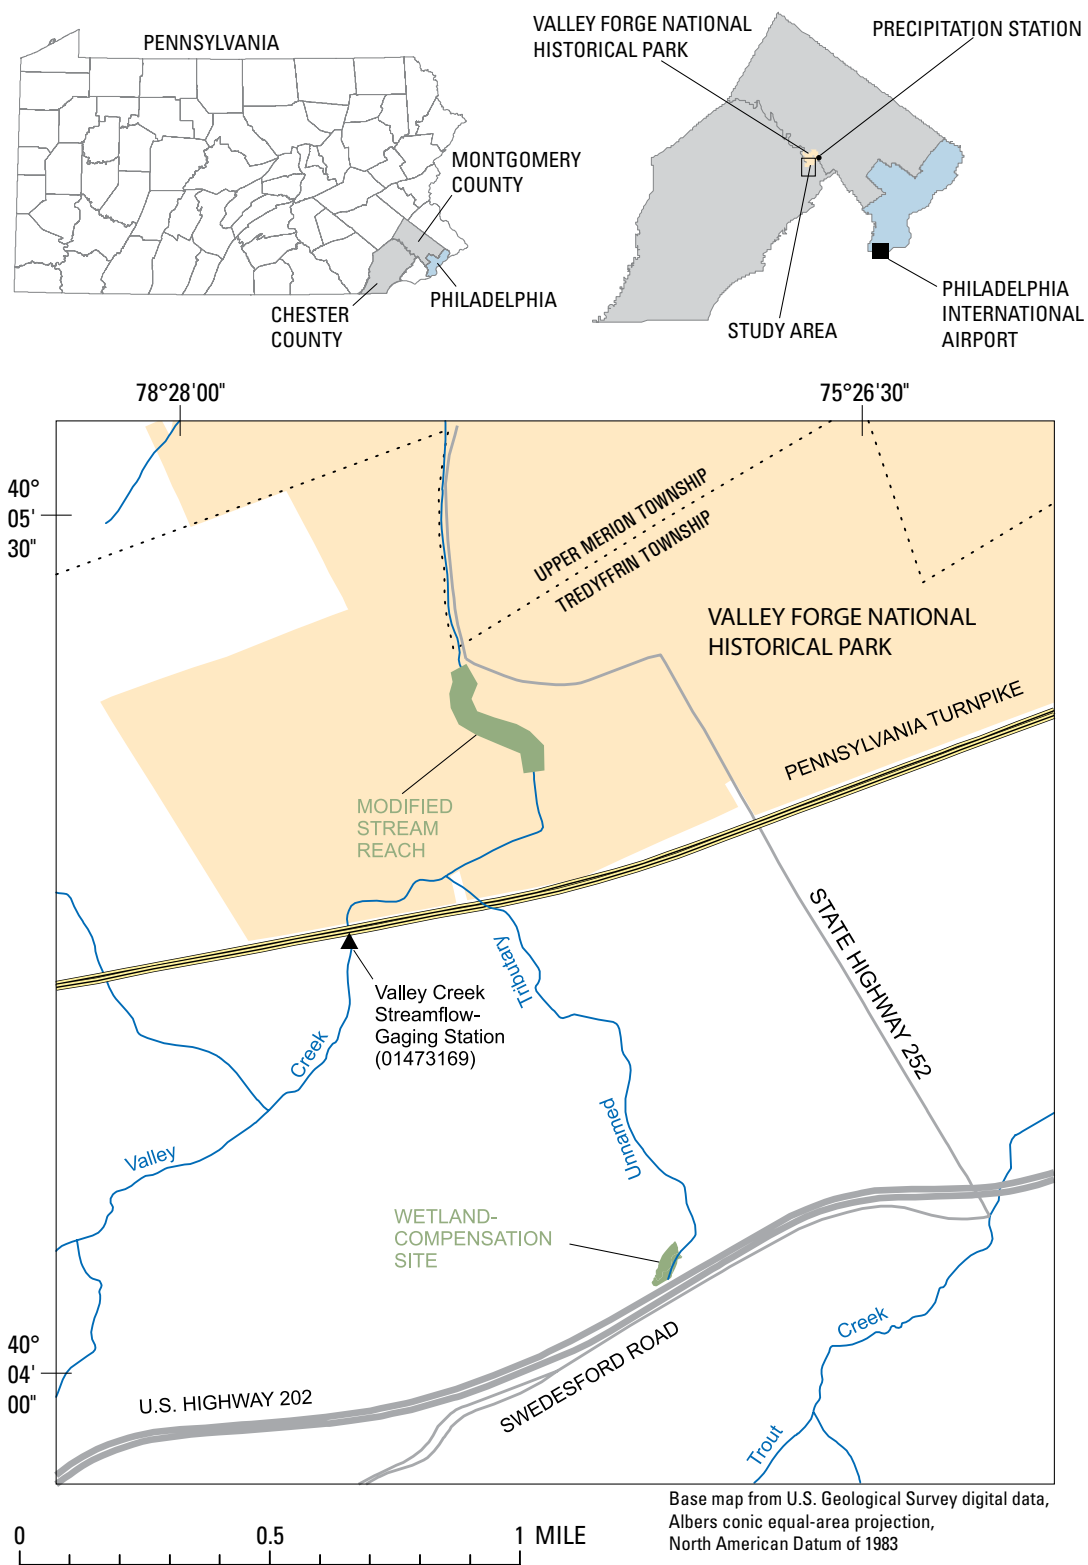 PENNSYLVANIA
MONTGOMERY
COUNTY
PHILADELPHIA
CHESTER
COUNTY
VALLEY FORGE NATIONAL
HISTORICAL PARK
PRECIPITATION STATION
STUDY AREA
PHILADELPHIA
INTERNATIONAL
AIRPORT
78°28'00"
75°26'30"
40°
05'
30"
UPPER MERION TOWNSHIP
TREDYFFRIN TOWNSHIP
VALLEY FORGE NATIONAL
HISTORICAL PARK
PENNSYLVANIA TURNPIKE
MODIFIED
STREAM
REACH
STATE HIGHWAY 252
Tributary
Unnamed
Valley Creek
Streamflow-
Gaging Station
(01473169)
Creek
Valley
WETLAND-
COMPENSATION
SITE
40°
04'
00"
U.S. HIGHWAY 202
SWEDESFORD ROAD
Creek
Trout
Base map from U.S. Geological Survey digital data,
Albers conic equal-area projection,
North American Datum of 1983
0 0.5 1 MILE